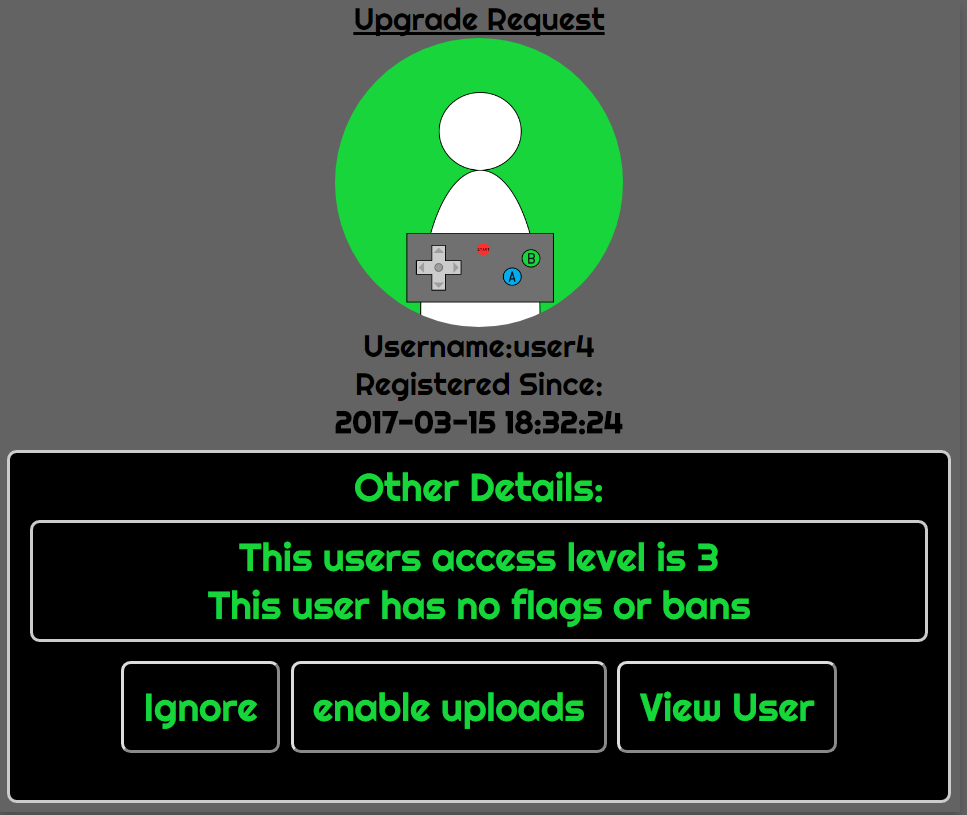 Upgrade Request
START
B
A
Username:user4
Registered Since:
2017-03-15 18:32:24
Other Details:
This users access level is 3
This user has no flags or bans
Ignore
enable uploads
View User